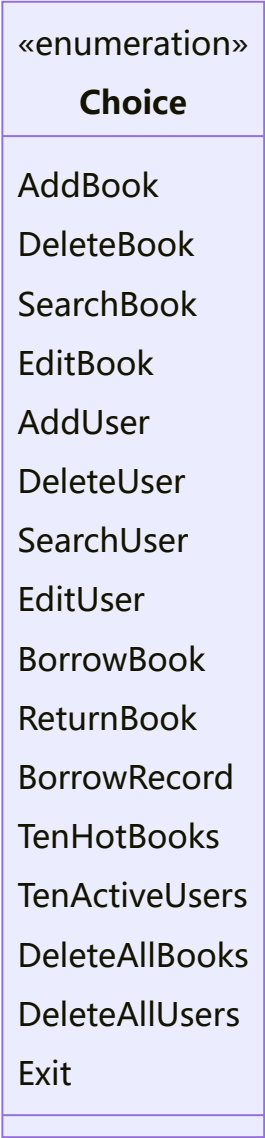 «enumeration»
Choice
AddBook
DeleteBook
SearchBook
EditBook
AddUser
DeleteUser
SearchUser
EditUser
BorrowBook
ReturnBook
BorrowRecord
TenHotBooks
TenActiveUsers
DeleteAllBooks
DeleteAllUsers
Exit